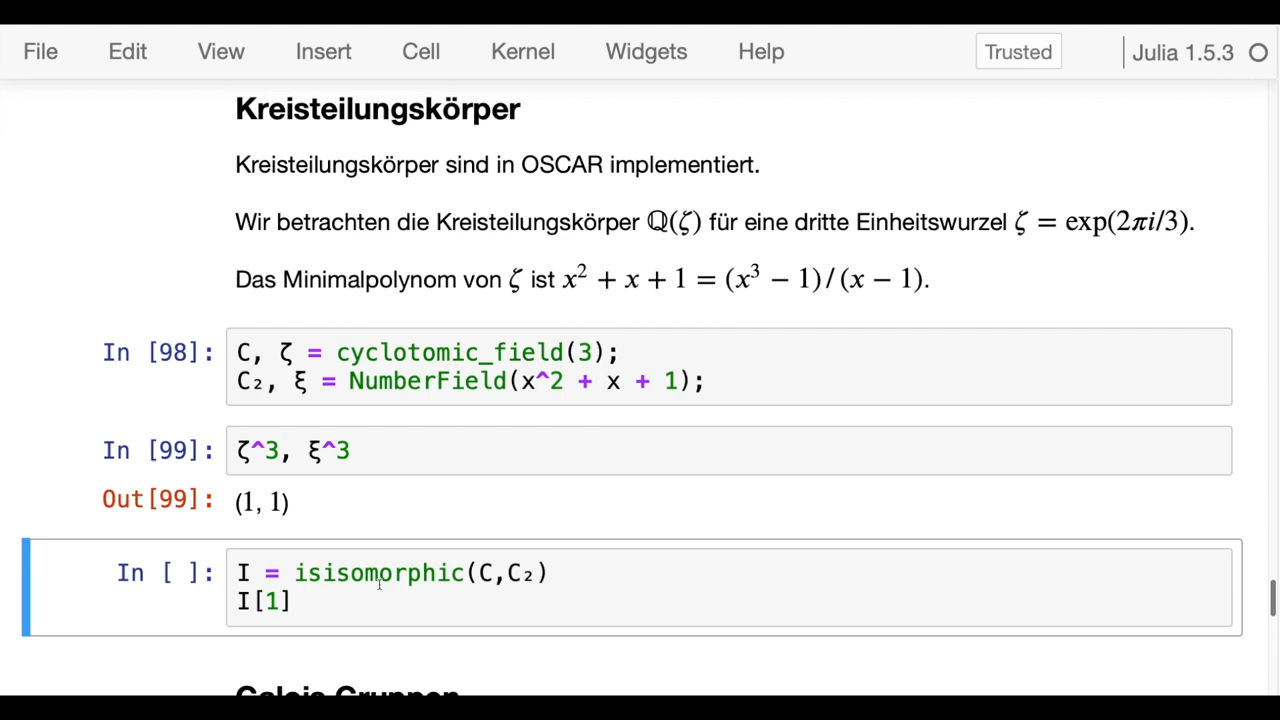 File Edit View Insert Cell Kernel Widgets Help Trusted Julia 1.5.3
Kreisteilungskörper
Kreisteilungskörper sind in OSCAR implementiert.
Wir betrachten die Kreisteilungskörper ℚ(ζ) für eine dritte Einheitswurzel ζ = exp(2πi/3).
Das Minimalpolynom von ζ ist x² + x + 1 = (x³ − 1)/(x − 1).
In [98]: C, ζ = cyclotomic_field(3);
C₂, ξ = NumberField(x^2 + x + 1);
In [99]: ζ^3, ξ^3
Out[99]: (1, 1)
In [ ]: I = isisomorphic(C,C₂)
I[1]
Galois Gruppen